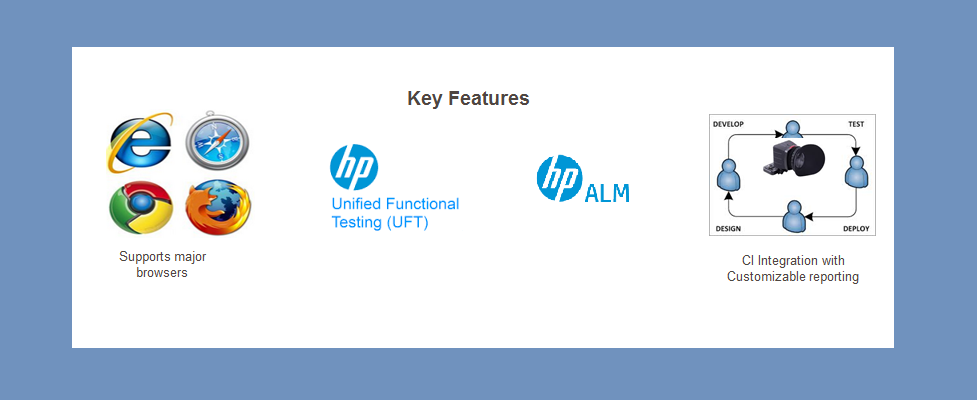 Key Features
Supports major
browsers
hp
Unified Functional
Testing (UFT)
hp
ALM
DEVELOP
TEST
DESIGN
DEPLOY
CI Integration with
Customizable reporting